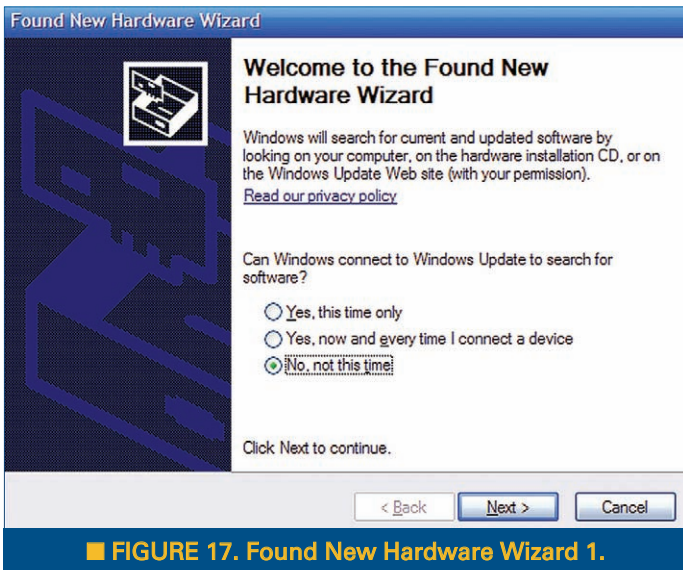 Found New Hardware Wizard
Welcome to the Found New
Hardware Wizard
Windows will search for current and updated software by
looking on your computer, on the hardware installation CD, or on
the Windows Update Web site (with your permission).
Read our privacy policy
Can Windows connect to Windows Update to search for
software?
Yes, this time only
Yes, now and every time I connect a device
No, not this time
Click Next to continue.
< Back Next > Cancel
■ FIGURE 17. Found New Hardware Wizard 1.